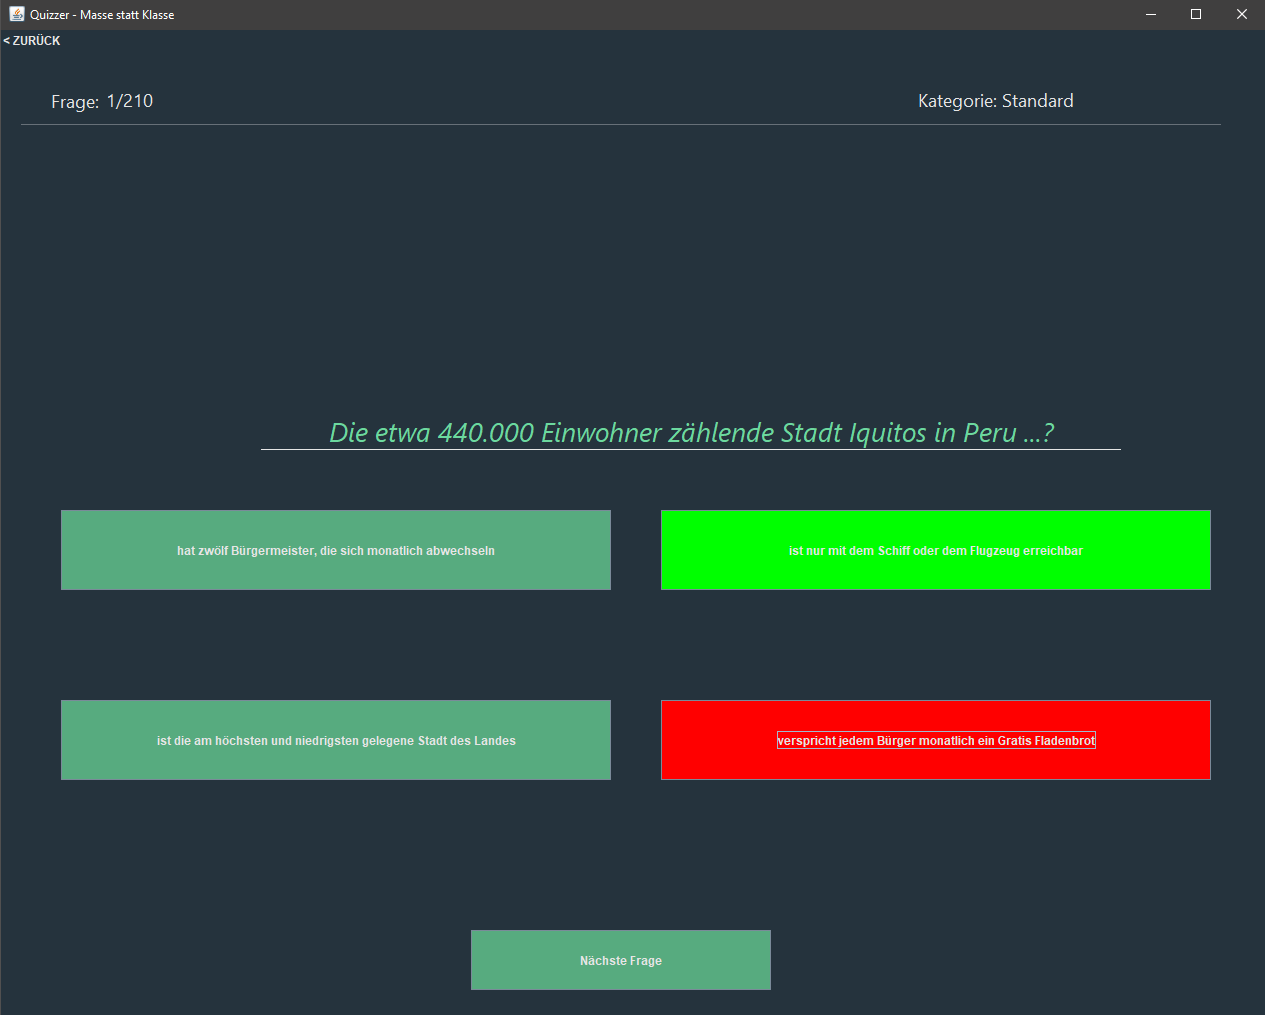 Quizzer - Masse statt Klasse
< ZURÜCK
Frage: 1/210
Kategorie: Standard
Die etwa 440.000 Einwohner zählende Stadt Iquitos in Peru ...?
hat zwölf Bürgermeister, die sich monatlich abwechseln
ist nur mit dem Schiff oder dem Flugzeug erreichbar
ist die am höchsten und niedrigsten gelegene Stadt des Landes
verspricht jedem Bürger monatlich ein Gratis Fladenbrot
Nächste Frage